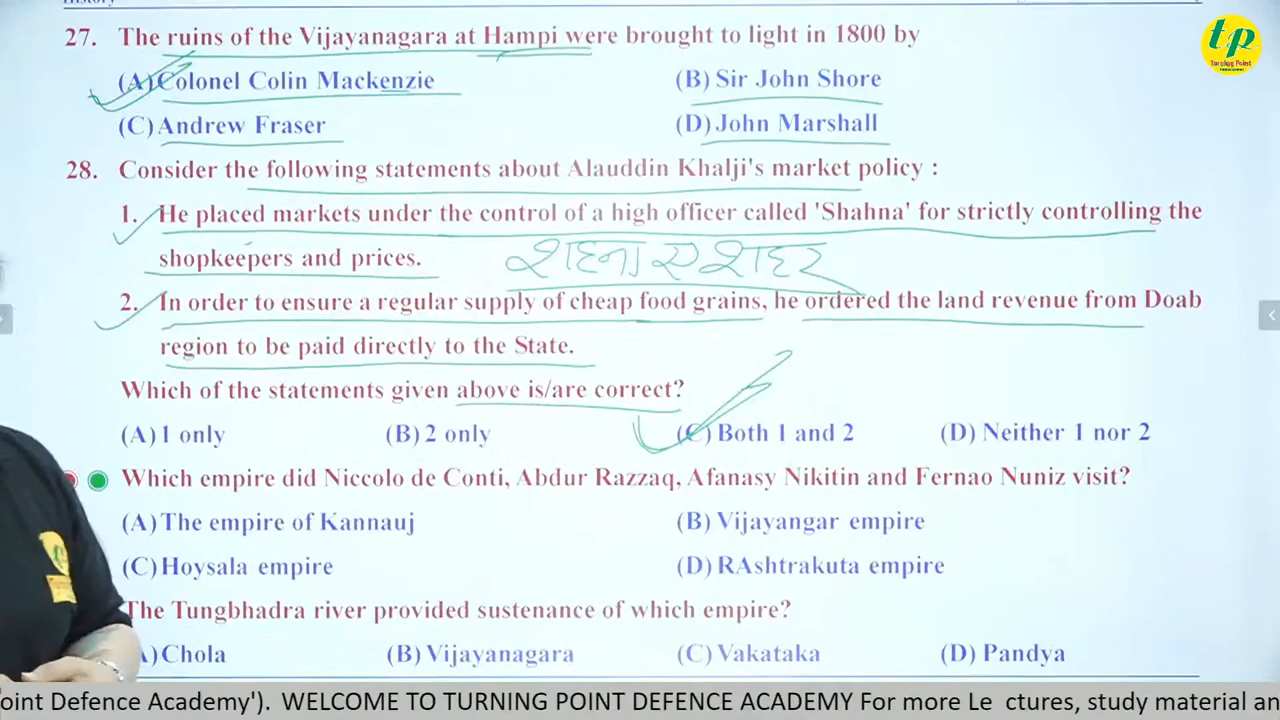 History
27. The ruins of the Vijayanagara at Hampi were brought to light in 1800 by
(A) Colonel Colin Mackenzie (B) Sir John Shore
(C) Andrew Fraser (D) John Marshall
28. Consider the following statements about Alauddin Khalji's market policy :
1. He placed markets under the control of a high officer called 'Shahna' for strictly controlling the
shopkeepers and prices. शहना ए शहर
2. In order to ensure a regular supply of cheap food grains, he ordered the land revenue from Doab
region to be paid directly to the State.
Which of the statements given above is/are correct?
(A) 1 only (B) 2 only (C) Both 1 and 2 (D) Neither 1 nor 2
Which empire did Niccolo de Conti, Abdur Razzaq, Afanasy Nikitin and Fernao Nuniz visit?
(A) The empire of Kannauj (B) Vijayangar empire
(C) Hoysala empire (D) RAshtrakuta empire
The Tungbhadra river provided sustenance of which empire?
A) Chola (B) Vijayanagara (C) Vakataka (D) Pandya
oint Defence Academy'). WELCOME TO TURNING POINT DEFENCE ACADEMY For more Le ctures, study material an
tp
Turning Point